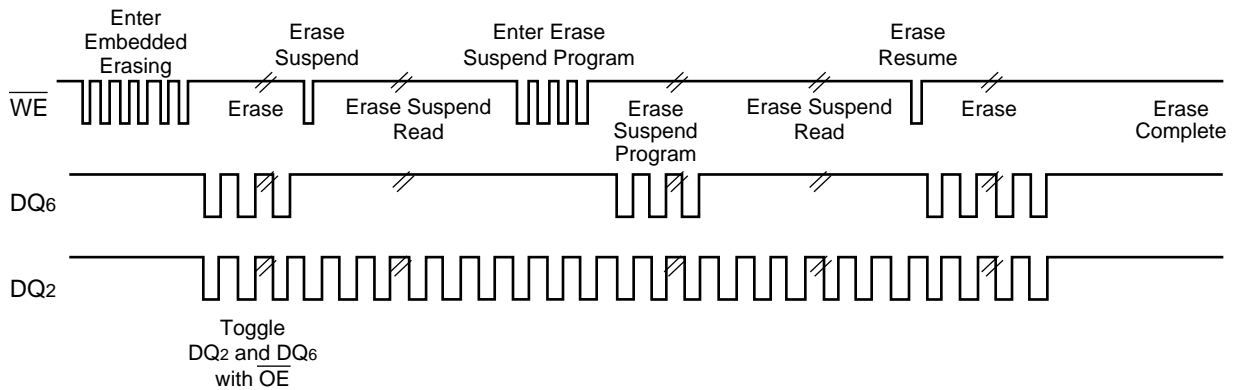 Enter
Embedded
Erasing
Erase
Suspend
Enter Erase
Suspend Program
Erase
Resume
WE
Erase
Erase Suspend
Read
Erase
Suspend
Program
Erase Suspend
Read
Erase
Erase
Complete
DQ6
DQ2
Toggle
DQ2 and DQ6
with OE